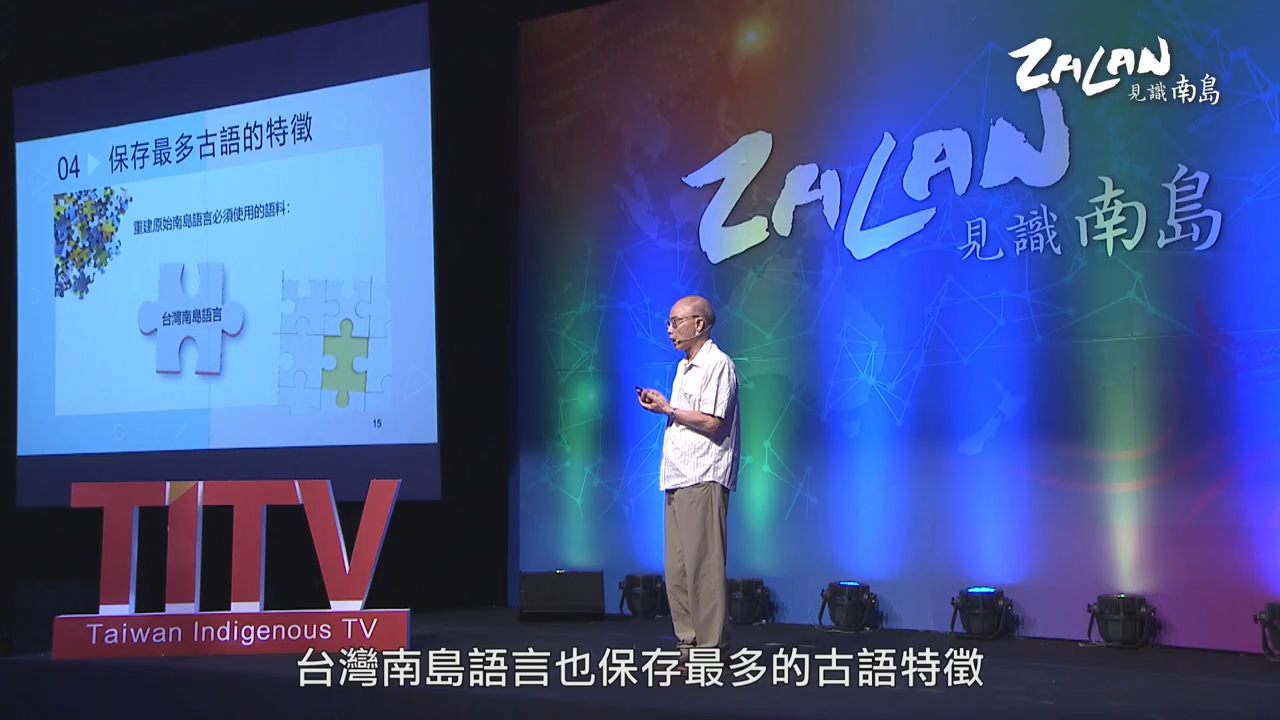 ZALAN
見識南島
ZALAN
見識南島
04 保存最多古語的特徵
重建原始南島語言必須使用的語料：
台灣南島語言
15
TITV
Taiwan Indigenous TV
台灣南島語言也保存最多的古語特徵